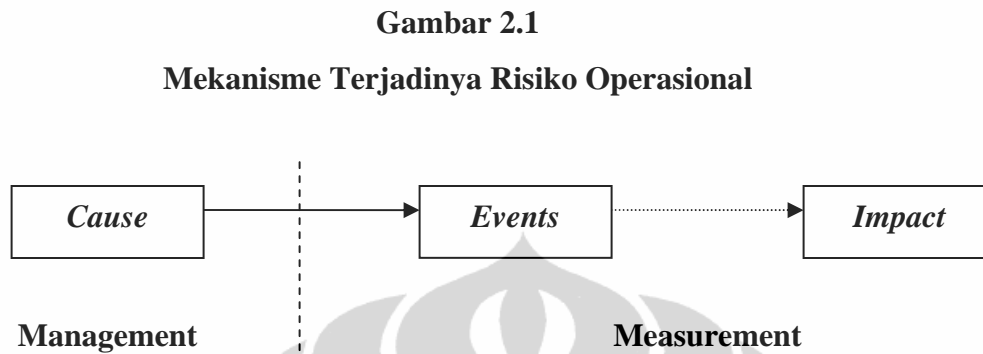 Gambar 2.1
Mekanisme Terjadinya Risiko Operasional
Cause Events Impact
Management Measurement